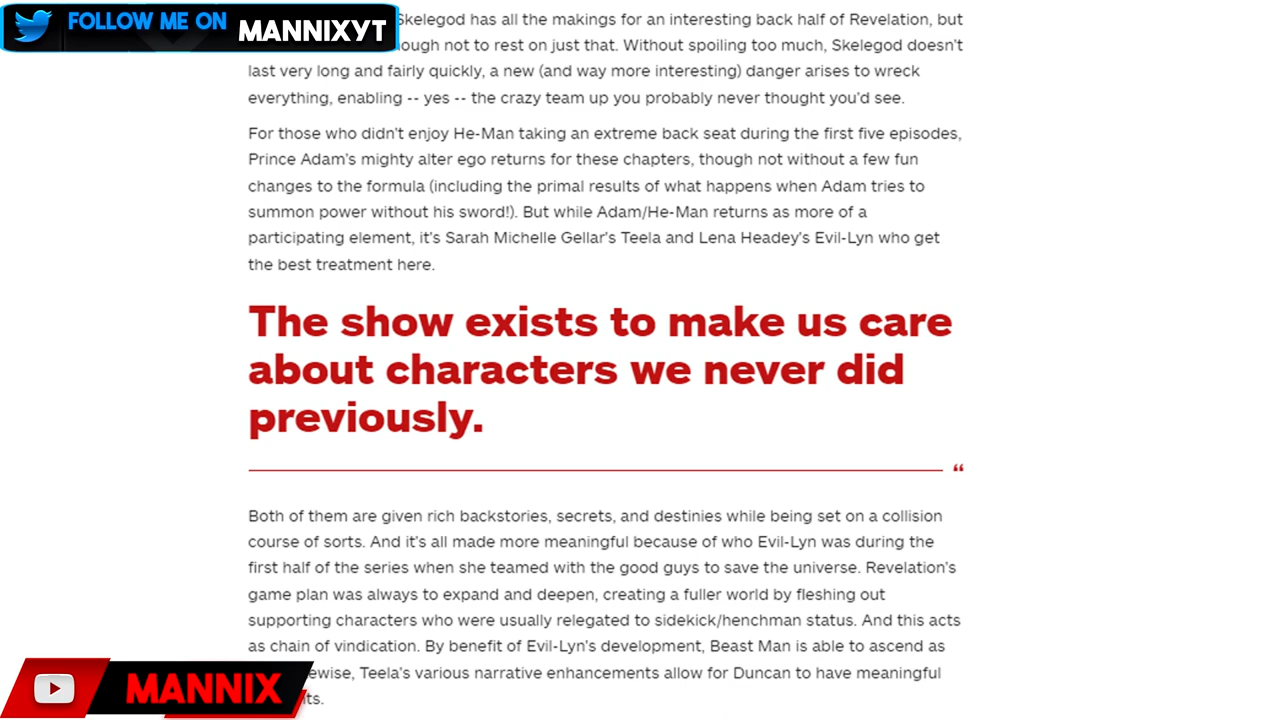 FOLLOW ME ON MANNIXYT
Skelegod has all the makings for an interesting back half of Revelation, but
not to rest on just that. Without spoiling too much, Skelegod doesn't
last very long and fairly quickly, a new (and way more interesting) danger arises to wreck
everything, enabling -- yes -- the crazy team up you probably never thought you'd see.
For those who didn't enjoy He-Man taking an extreme back seat during the first five episodes,
Prince Adam's mighty alter ego returns for these chapters, though not without a few fun
changes to the formula (including the primal results of what happens when Adam tries to
summon power without his sword!). But while Adam/He-Man returns as more of a
participating element, it's Sarah Michelle Gellar's Teela and Lena Headey's Evil-Lyn who get
the best treatment here.
The show exists to make us care
about characters we never did
previously.
“
Both of them are given rich backstories, secrets, and destinies while being set on a collision
course of sorts. And it's all made more meaningful because of who Evil-Lyn was during the
first half of the series when she teamed with the good guys to save the universe. Revelation's
game plan was always to expand and deepen, creating a fuller world by fleshing out
supporting characters who were usually relegated to sidekick/henchman status. And this acts
as chain of vindication. By benefit of Evil-Lyn's development, Beast Man is able to ascend as
Teela's various narrative enhancements allow for Duncan to have meaningful
MANNIX